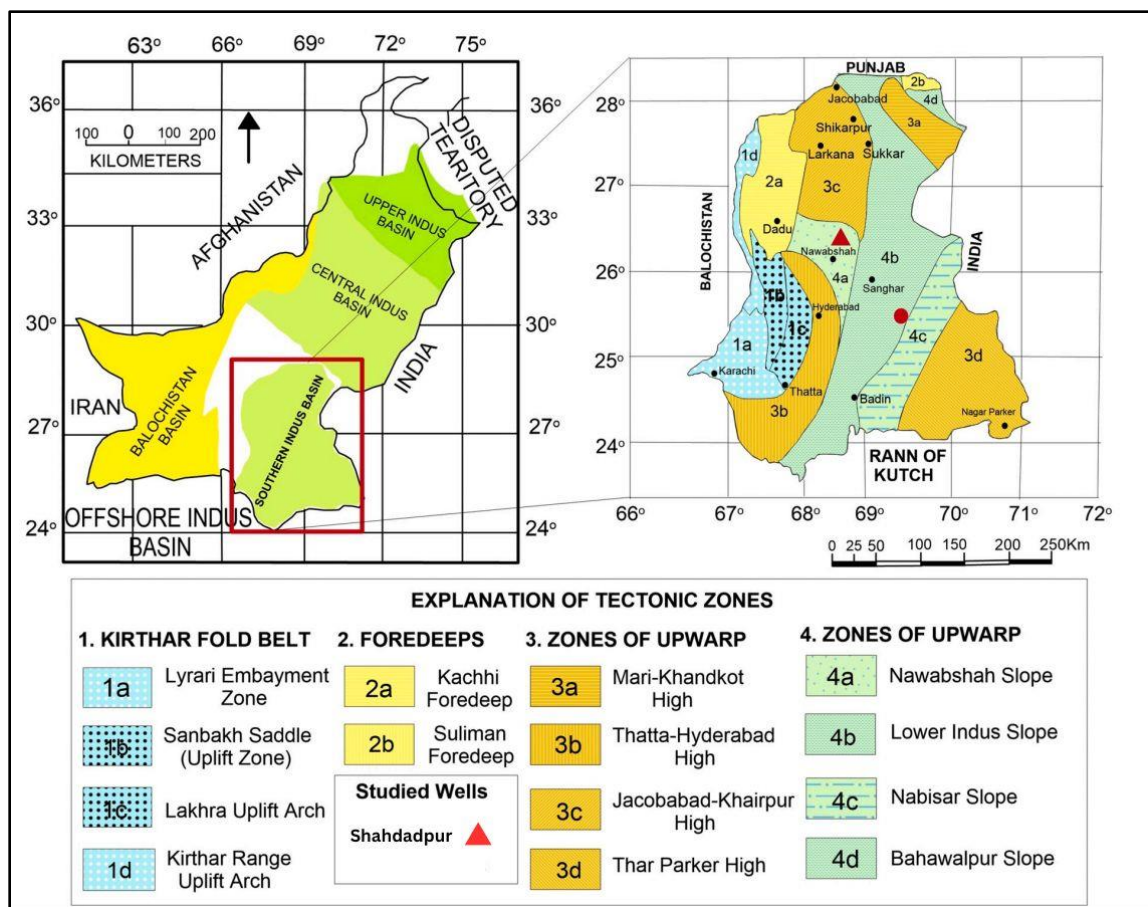 63° 66° 69° 72° 75°
36°
33°
30°
27°
24°
36°
33°
30°
27°
24°
100 0 100 200
KILOMETERS
AFGHANISTAN
DISPUTED
TEARITORY
UPPER INDUS
BASIN
CENTRAL INDUS
BASIN
INDIA
IRAN
BALOCHISTAN
BASIN
SOUTHERN INDUS BASIN
OFFSHORE INDUS
BASIN
PUNJAB
28°
27°
26°
25°
24°
BALOCHISTAN
INDIA
2b
4d
3a
Jacobabad
Shikarpur
Larkana
Sukkar
1d
2a
3c
Dadu
Nawabshah
4a
4b
Sanghar
1b
1c
Hyderabad
1a
Karachi
Thatta
3b
Badin
4c
3d
Nagar Parker
RANN OF
KUTCH
66° 67° 68° 69° 70° 71° 72°
0 25 50 100 150 200 250Km
EXPLANATION OF TECTONIC ZONES
1. KIRTHAR FOLD BELT
1a Lyrari Embayment
Zone
1b Sanbakh Saddle
(Uplift Zone)
1c Lakhra Uplift Arch
1d Kirthar Range
Uplift Arch
2. FOREDEEPS
2a Kachhi
Foredeep
2b Suliman
Foredeep
Studied Wells
Shahdadpur
3. ZONES OF UPWARP
3a Mari-Khandkot
High
3b Thatta-Hyderabad
High
3c Jacobabad-Khairpur
High
3d Thar Parker High
4. ZONES OF UPWARP
4a Nawabshah Slope
4b Lower Indus Slope
4c Nabisar Slope
4d Bahawalpur Slope